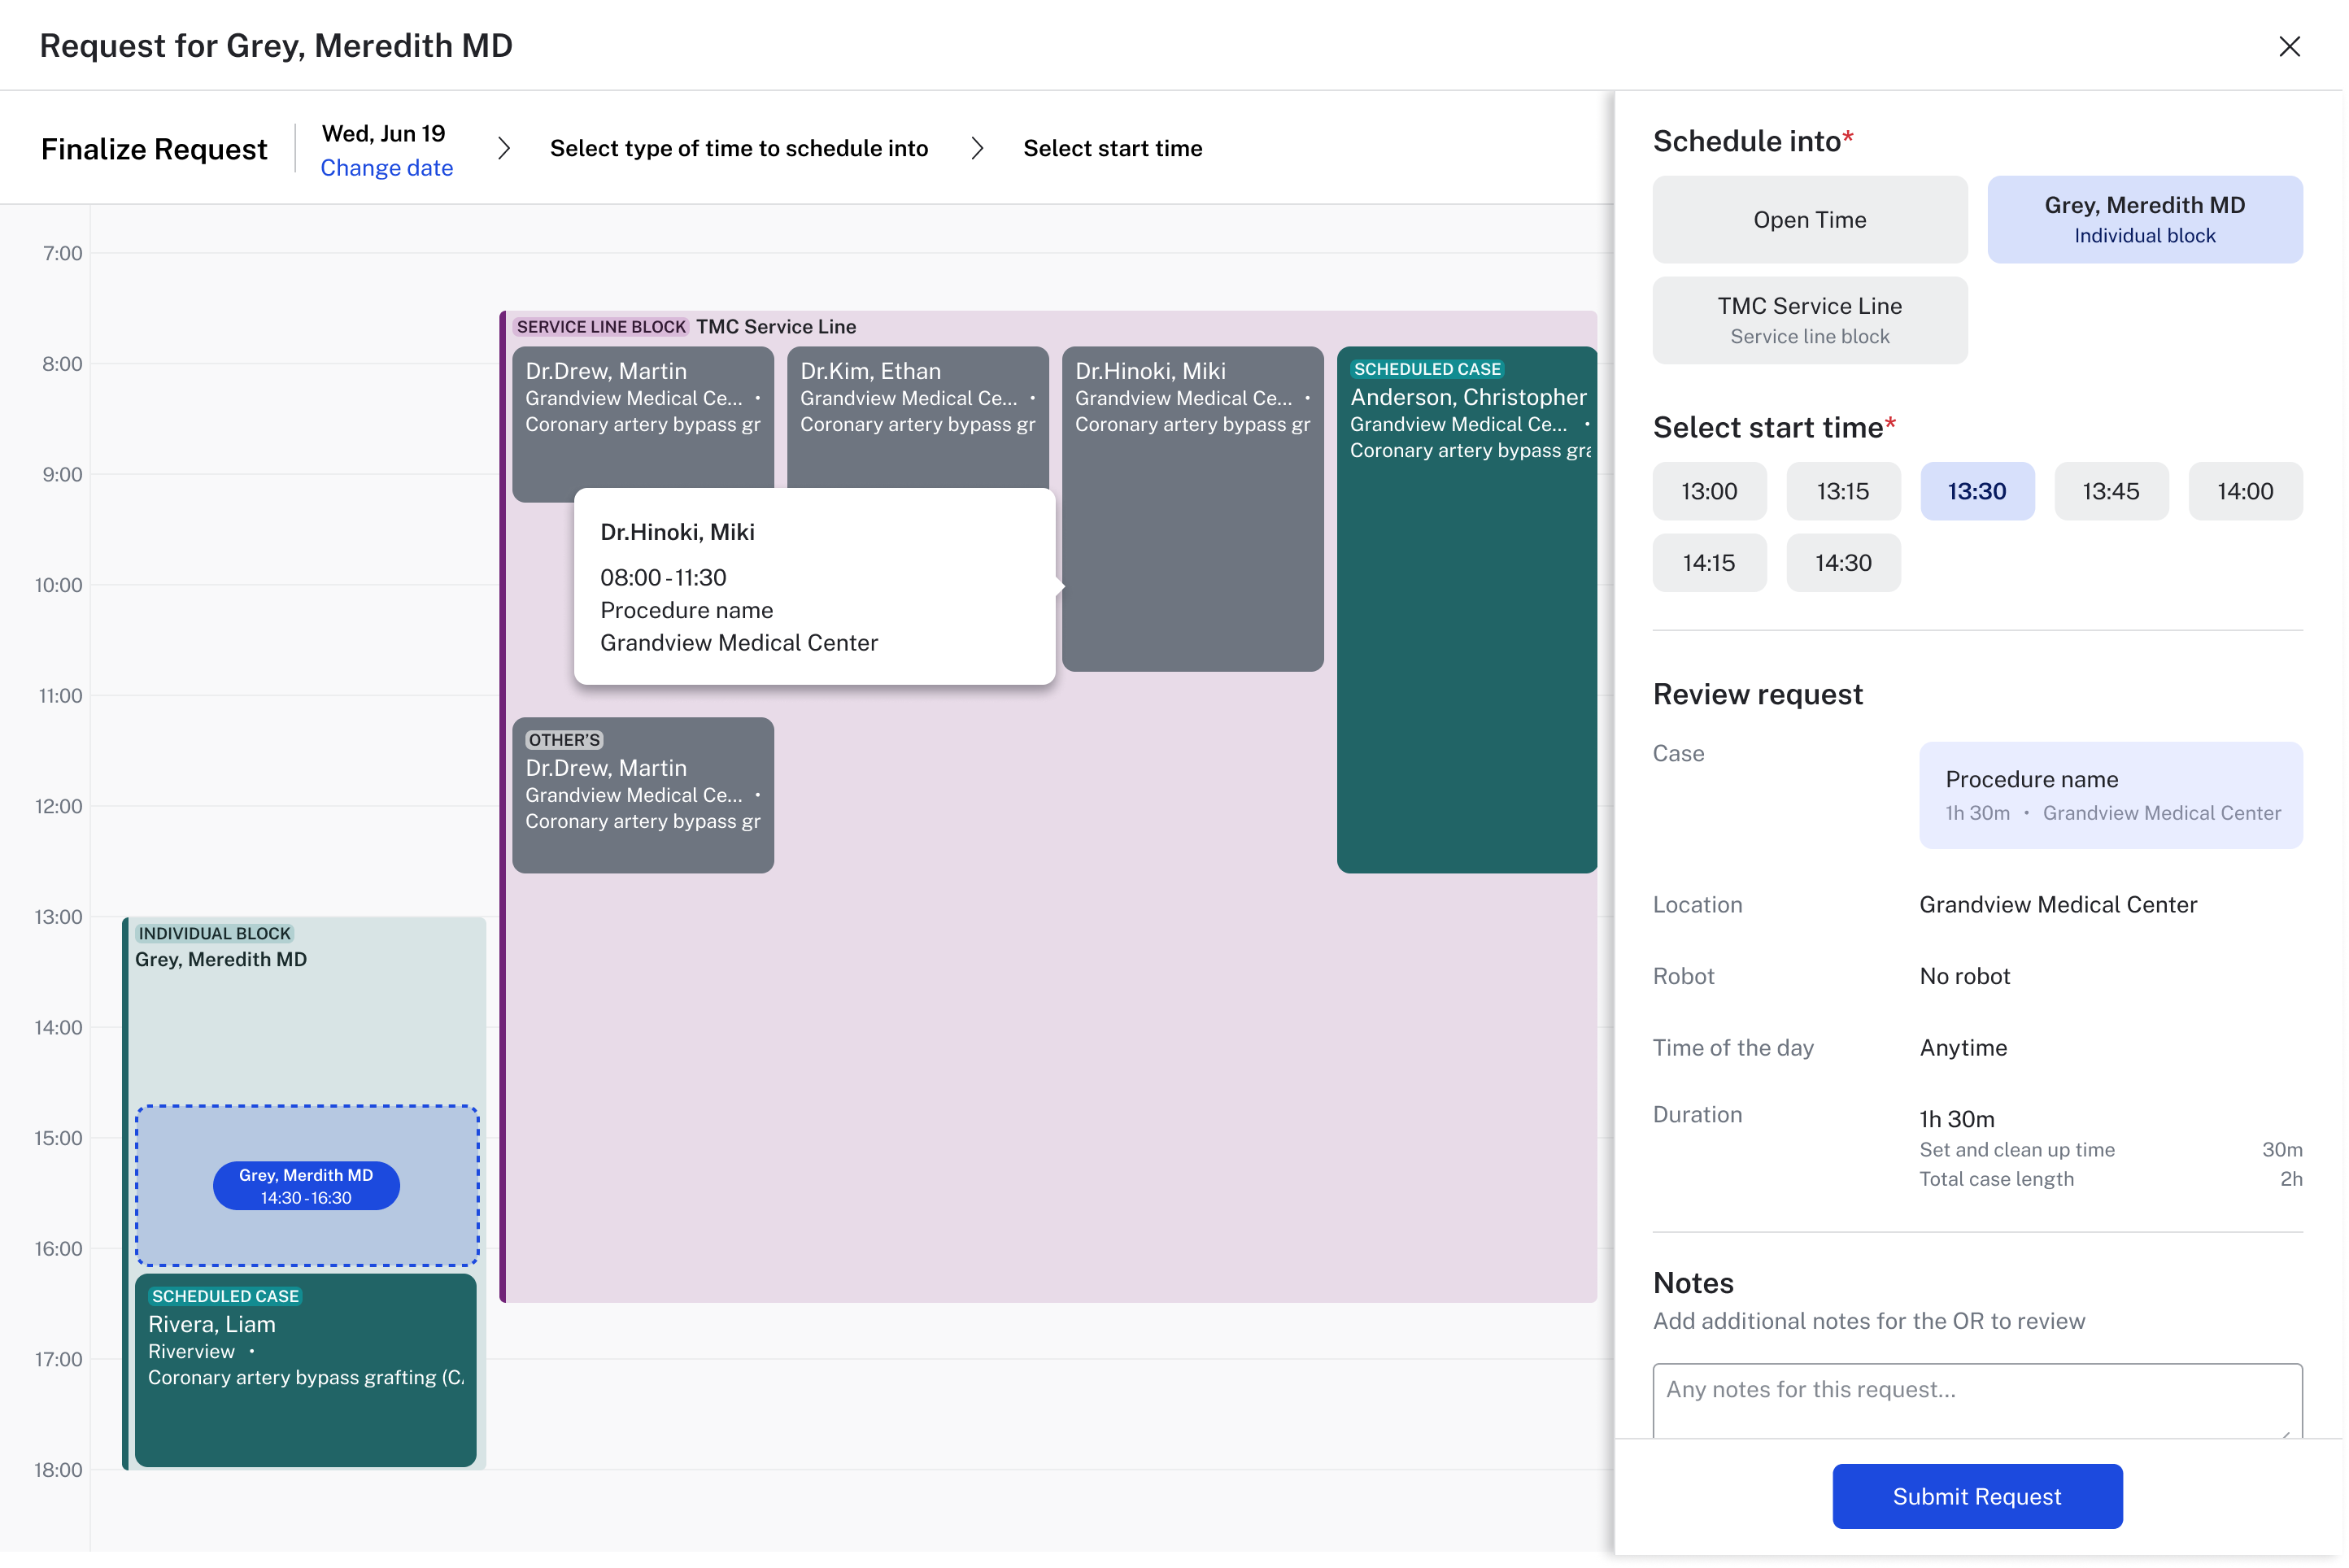 Request for Grey, Meredith MD
Finalize Request
Wed, Jun 19
Change date
Select type of time to schedule into
Select start time
7:00
8:00
9:00
10:00
11:00
12:00
13:00
14:00
15:00
16:00
17:00
18:00
SERVICE LINE BLOCK TMC Service Line
Dr.Drew, Martin
Grandview Medical Ce... •
Coronary artery bypass gr
Dr.Kim, Ethan
Grandview Medical Ce... •
Coronary artery bypass gr
Dr.Hinoki, Miki
Grandview Medical Ce... •
Coronary artery bypass gr
SCHEDULED CASE
Anderson, Christopher
Grandview Medical Ce... •
Coronary artery bypass gra
Dr.Hinoki, Miki
08:00 - 11:30
Procedure name
Grandview Medical Center
OTHER’S
Dr.Drew, Martin
Grandview Medical Ce... •
Coronary artery bypass gr
INDIVIDUAL BLOCK
Grey, Meredith MD
Grey, Merdith MD
14:30 - 16:30
SCHEDULED CASE
Rivera, Liam
Riverview •
Coronary artery bypass grafting (CA
Schedule into*
Open Time
Grey, Meredith MD
Individual block
TMC Service Line
Service line block
Select start time*
13:00
13:15
13:30
13:45
14:00
14:15
14:30
Review request
Case
Procedure name
1h 30m • Grandview Medical Center
Location
Grandview Medical Center
Robot
No robot
Time of the day
Anytime
Duration
1h 30m
Set and clean up time 30m
Total case length 2h
Notes
Add additional notes for the OR to review
Any notes for this request...
Submit Request